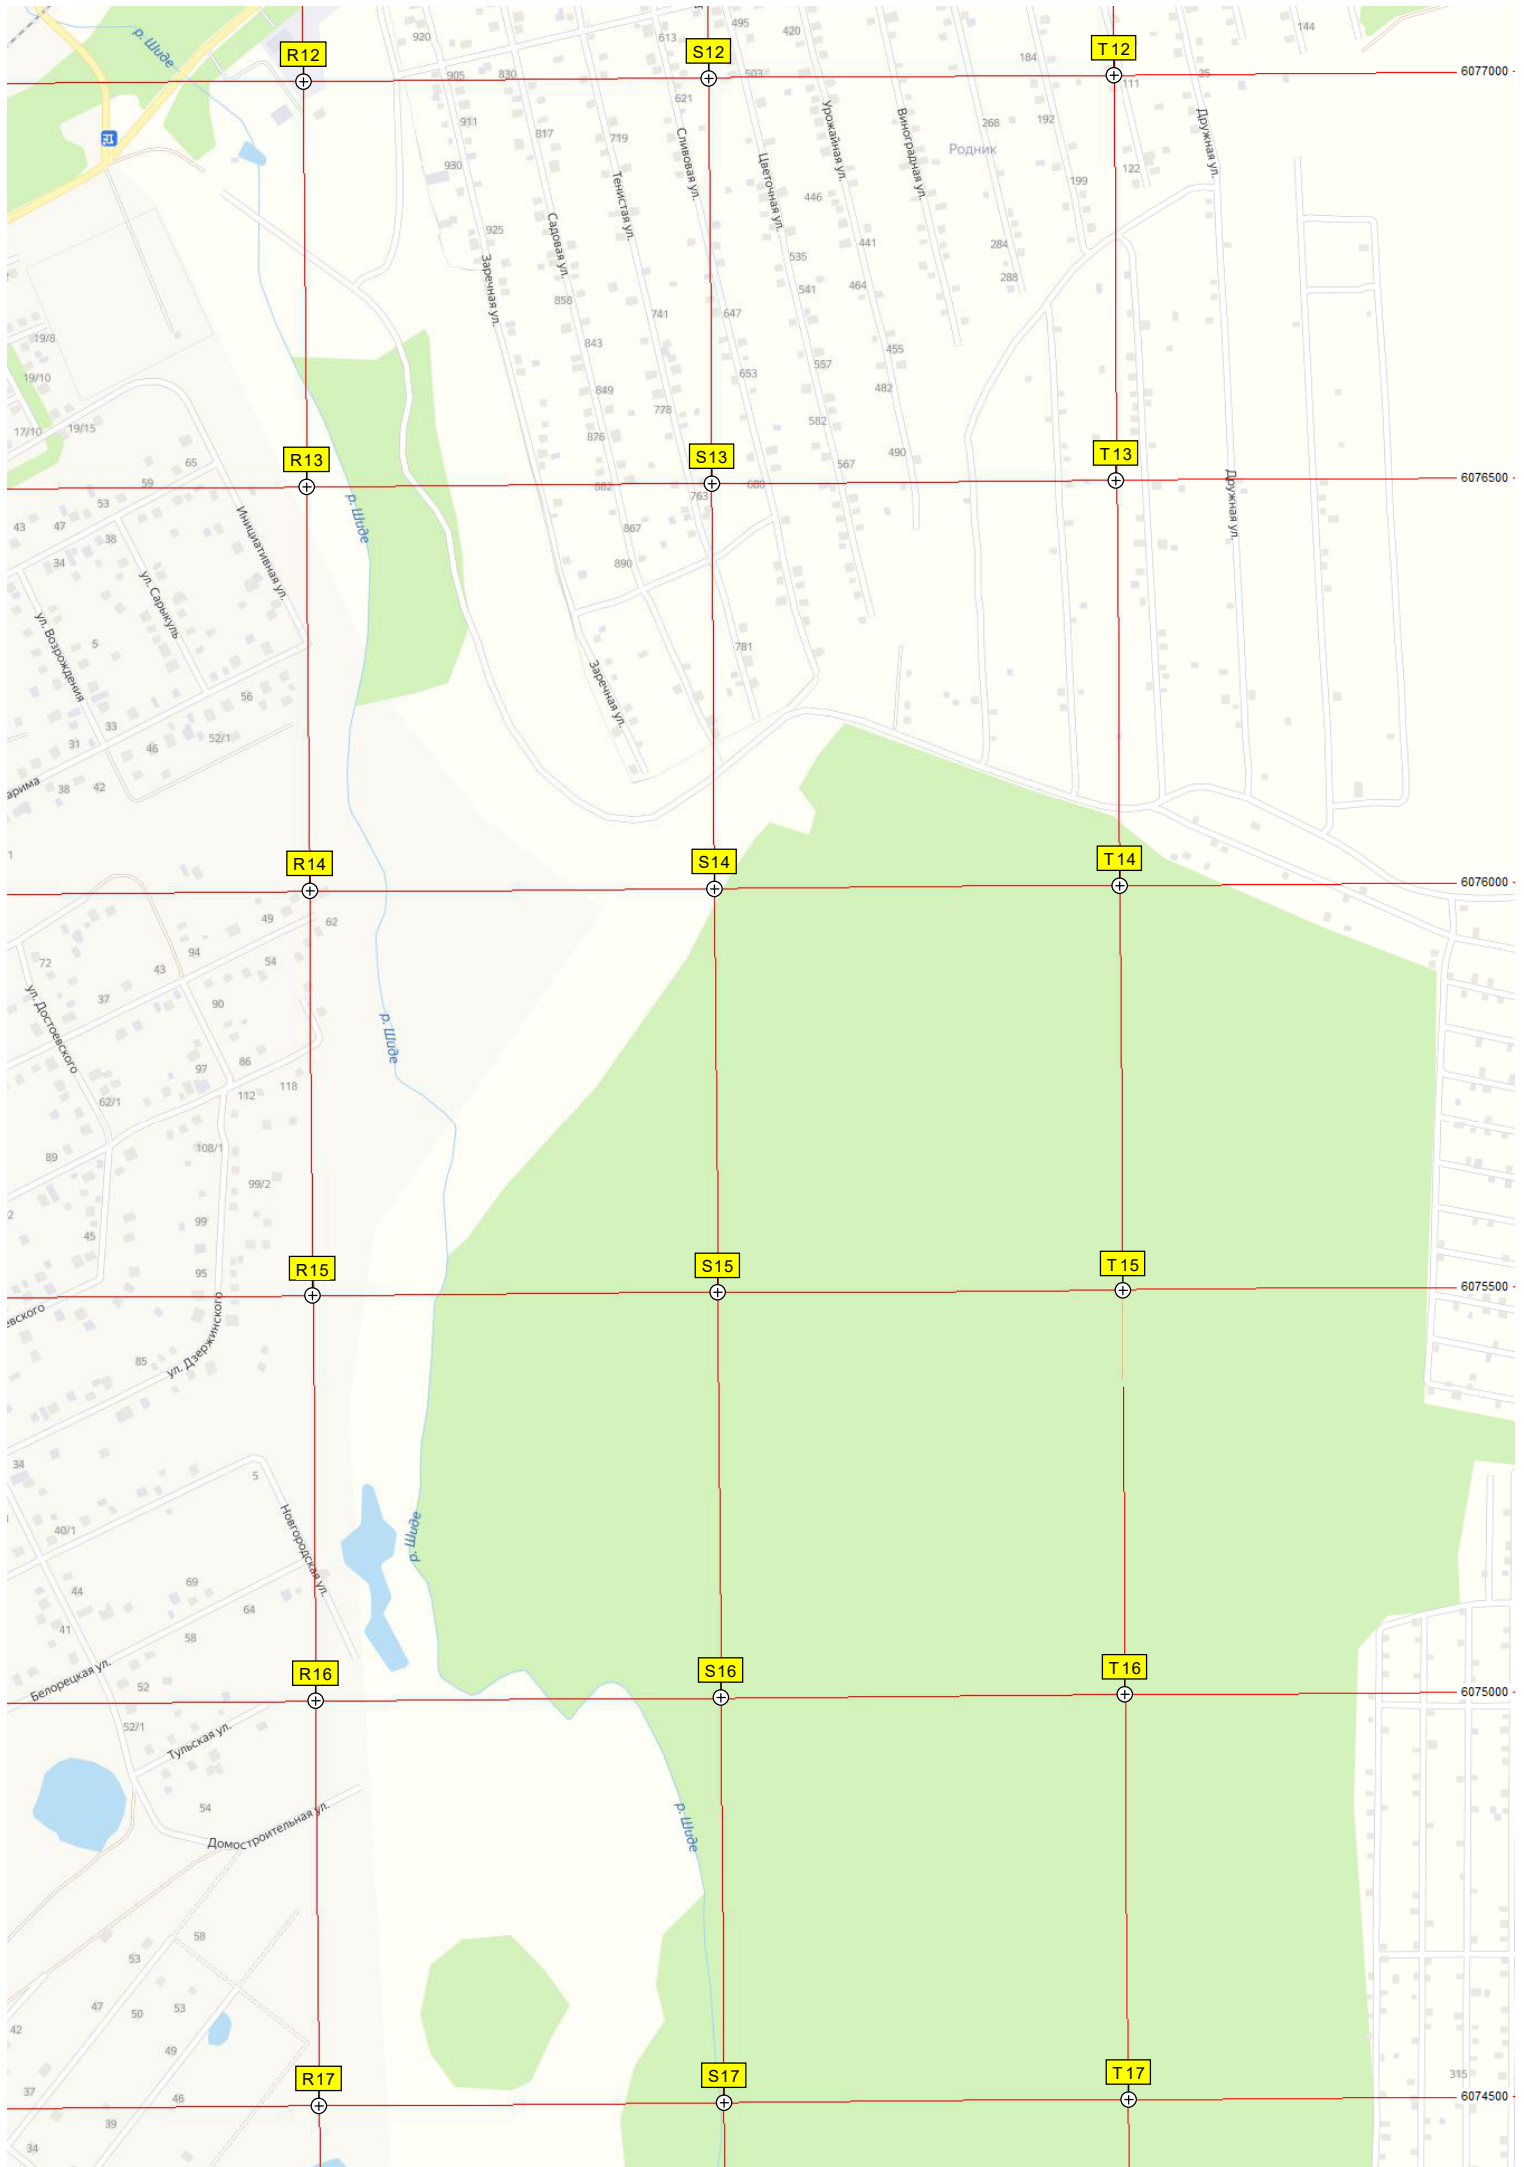 р. Шиде
920
613
495
420
144
R12
S12
T12
905
830
503
184
25
6077000
111
621
911
817
719
268
192
Родник
930
199
122
Сливовая ул.
Цветочная ул.
Урожайная ул.
Виноградная ул.
Дружная ул.
Тенистая ул.
446
Садовая ул.
925
441
284
Заречная ул.
535
288
541
464
858
741
647
19/8
843
455
557
653
19/10
849
482
778
582
17/10
19/15
876
490
R13
S13
T13
65
567
6076500
59
882
688
763
53
р. Шиде
Дружная ул.
43
47
Инициативная ул.
867
38
34
890
ул. Сарыкуль
ул. Возрождения
5
781
Заречная ул.
56
33
52/1
31
46
арима
38
42
R14
S14
T14
1
6076000
49
62
94
72
54
43
37
90
ул. Достоевского
р. Шиде
86
97
118
112
62/1
108/1
89
99/2
2
99
45
95
R15
S15
T15
6075500
евского
85
ул. Дзержинского
34
5
40/1
Новгородская ул.
р. Шиде
69
44
64
41
58
R16
S16
T16
Белорецкая ул.
52
6075000
52/1
Тульская ул.
54
р. Шиде
Домостроительная ул.
58
53
47
50
53
42
49
R17
S17
T17
315
37
46
6074500
39
34